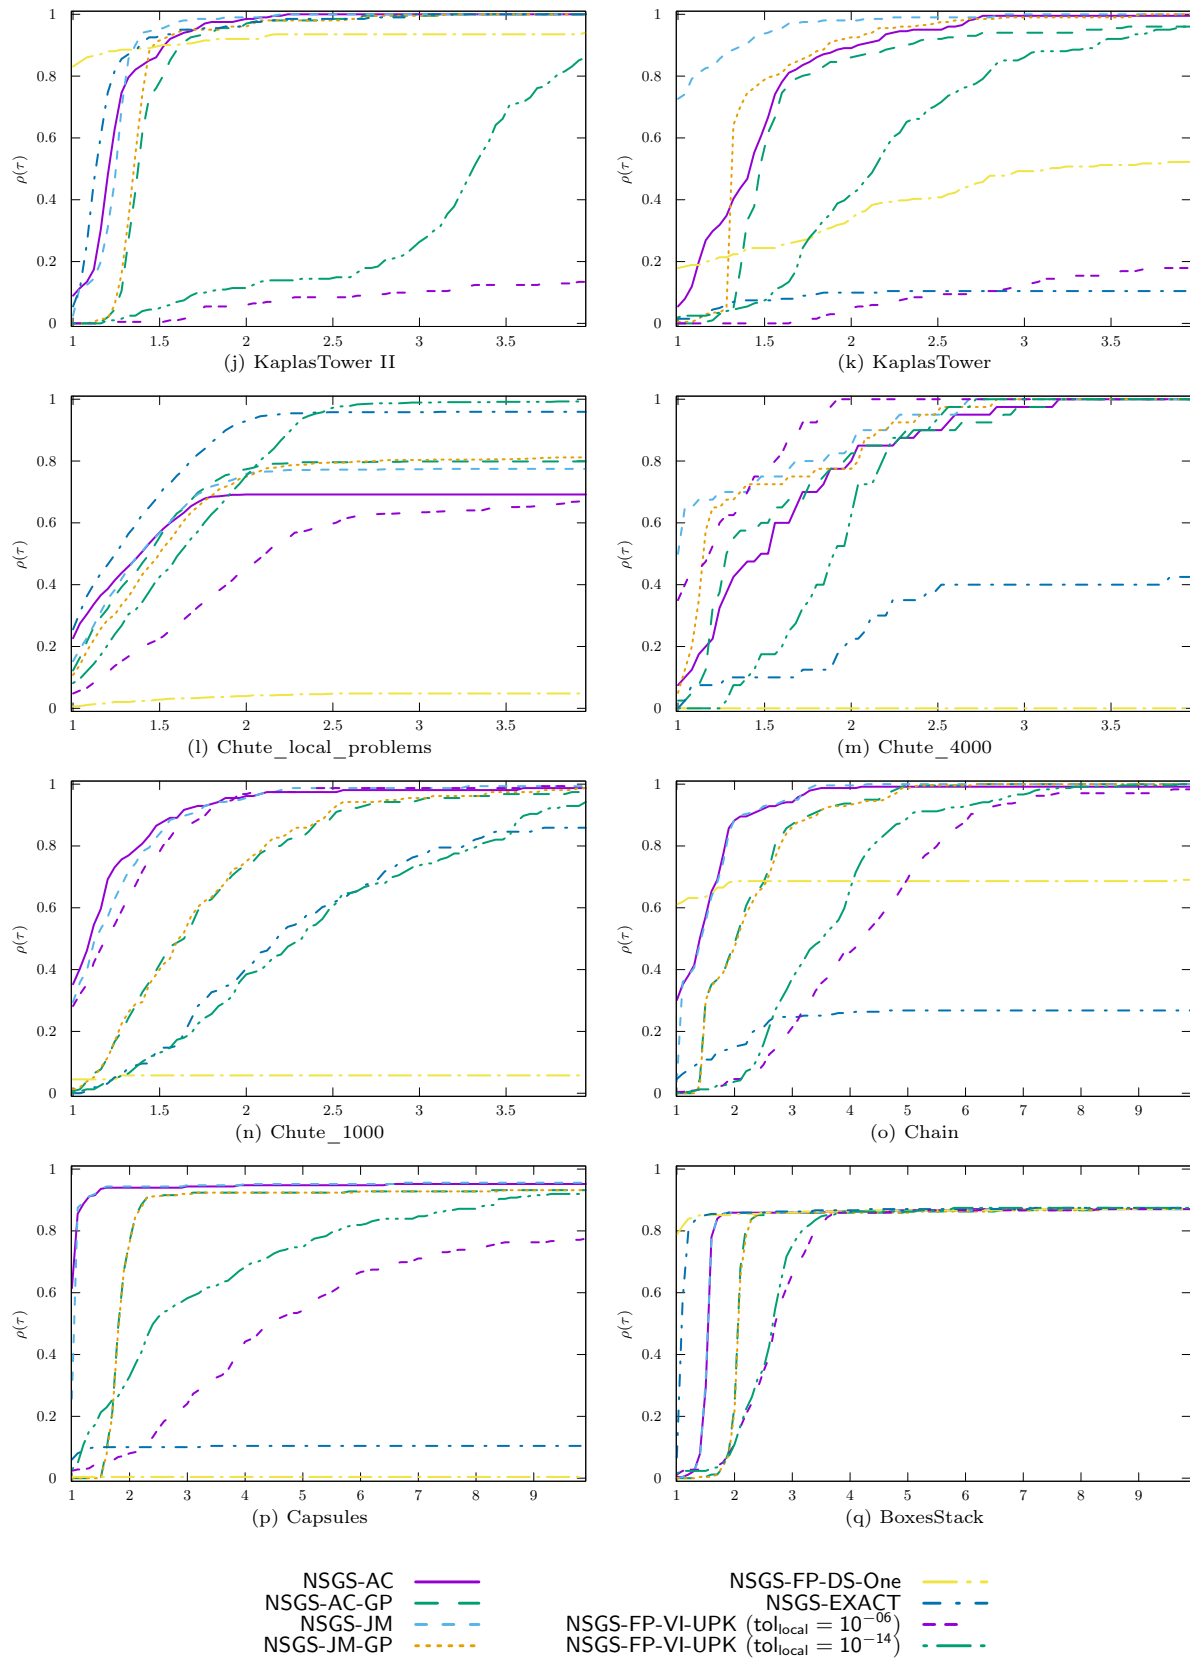 1
0.8
0.6
0.4
0.2
0
ρ(τ)
1 1.5 2 2.5 3 3.5
(j) KaplasTower II
1
0.8
0.6
0.4
0.2
0
ρ(τ)
1 1.5 2 2.5 3 3.5
(k) KaplasTower
1
0.8
0.6
0.4
0.2
0
ρ(τ)
1 1.5 2 2.5 3 3.5
(l) Chute_local_problems
1
0.8
0.6
0.4
0.2
0
ρ(τ)
1 1.5 2 2.5 3 3.5
(m) Chute_4000
1
0.8
0.6
0.4
0.2
0
ρ(τ)
1 1.5 2 2.5 3 3.5
(n) Chute_1000
1
0.8
0.6
0.4
0.2
0
ρ(τ)
1 2 3 4 5 6 7 8 9
(o) Chain
1
0.8
0.6
0.4
0.2
0
ρ(τ)
1 2 3 4 5 6 7 8 9
(p) Capsules
1
0.8
0.6
0.4
0.2
0
ρ(τ)
1 2 3 4 5 6 7 8 9
(q) BoxesStack
NSGS-AC
NSGS-AC-GP
NSGS-JM
NSGS-JM-GP
NSGS-FP-DS-One
NSGS-EXACT
NSGS-FP-VI-UPK (tol_local = 10^−06)
NSGS-FP-VI-UPK (tol_local = 10^−14)